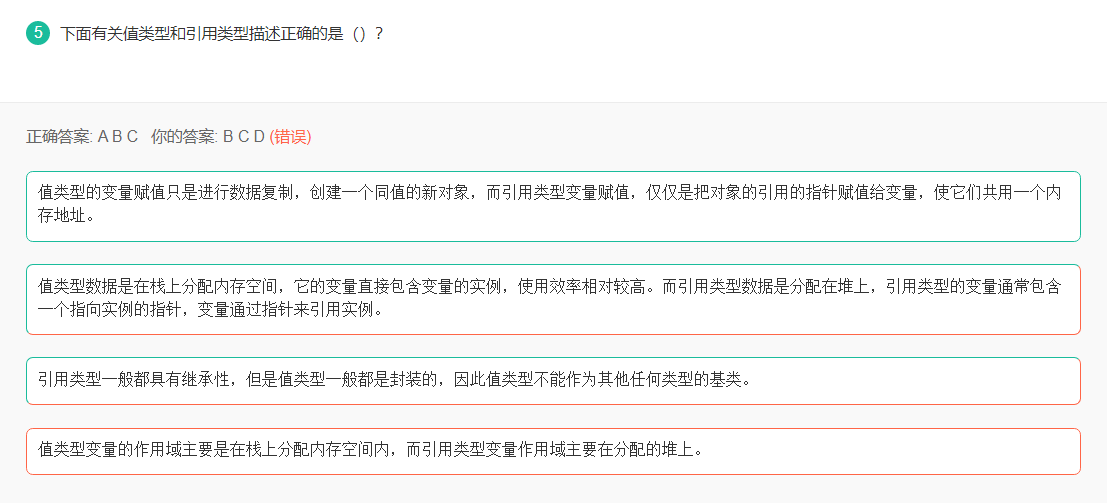 5 下面有关值类型和引用类型描述正确的是（）？
正确答案: A B C 你的答案: B C D (错误)
值类型的变量赋值只是进行数据复制，创建一个同值的新对象，而引用类型变量赋值，仅仅是把对象的引用的指针赋值给变量，使它们共用一个内
存地址。
值类型数据是在栈上分配内存空间，它的变量直接包含变量的实例，使用效率相对较高。而引用类型数据是分配在堆上，引用类型的变量通常包含
一个指向实例的指针，变量通过指针来引用实例。
引用类型一般都具有继承性，但是值类型一般都是封装的，因此值类型不能作为其他任何类型的基类。
值类型变量的作用域主要是在栈上分配内存空间内，而引用类型变量作用域主要在分配的堆上。